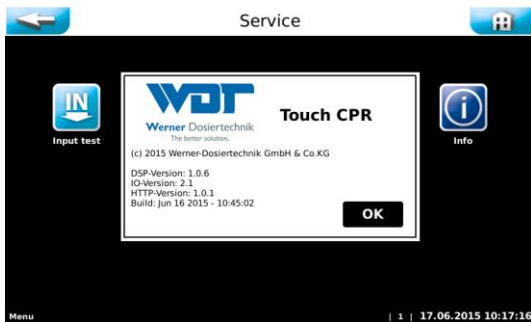 Service
IN
Input test
WDT
Werner Dosiertechnik
The better solution.
Touch CPR
(c) 2015 Werner-Dosiertechnik GmbH & Co.KG
DSP-Version: 1.0.6
IO-Version: 2.1
HTTP-Version: 1.0.1
Build: Jun 16 2015 - 10:45:02
OK
i
Info
Menu
| 1 | 17.06.2015 10:17:16